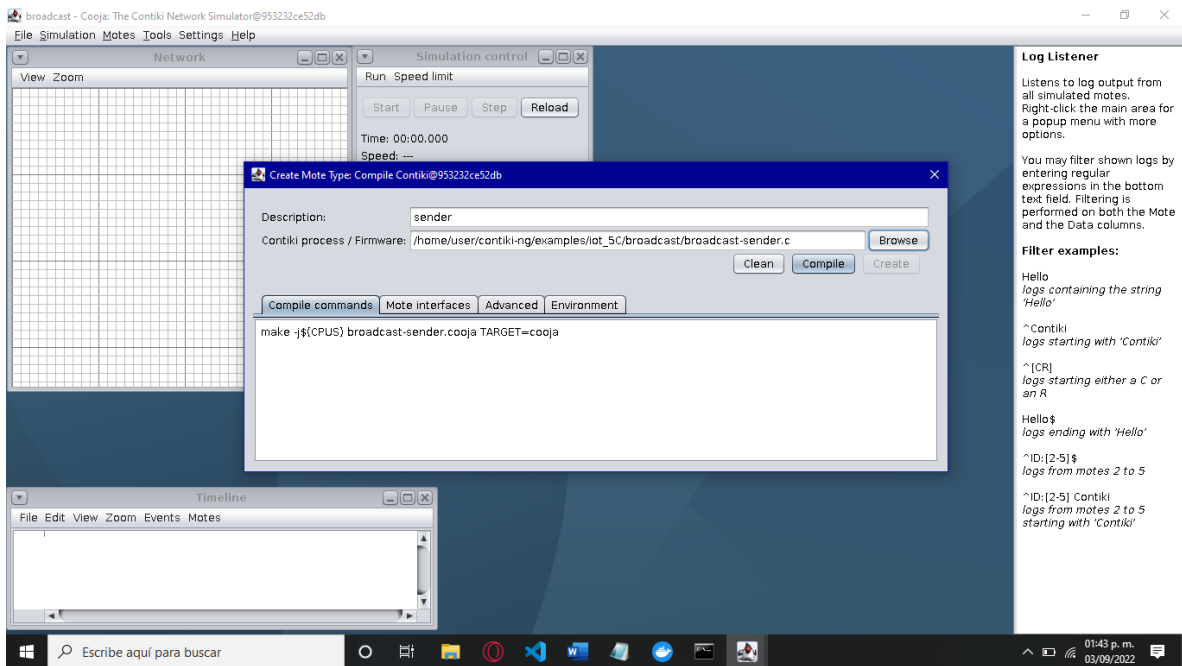 broadcast - Cooja: The Contiki Network Simulator@953232ce52db
File Simulation Motes Tools Settings Help
Network
View Zoom
Simulation control
Run Speed limit
Start Pause Step Reload
Time: 00:00.000
Speed: ---
Create Mote Type: Compile Contiki@953232ce52db
Description: sender
Contiki process / Firmware: /home/user/contiki-ng/examples/iot_5C/broadcast/broadcast-sender.c Browse
Clean Compile Create
Compile commands Mote interfaces Advanced Environment
make -j$(CPUS) broadcast-sender.cooja TARGET=cooja
Timeline
File Edit View Zoom Events Motes
Log Listener
Listens to log output from
all simulated motes.
Right-click the main area for
a popup menu with more
options.
You may filter shown logs by
entering regular
expressions in the bottom
text field. Filtering is
performed on both the Mote
and the Data columns.
Filter examples:
Hello
logs containing the string
'Hello'
^Contiki
logs starting with 'Contiki'
^[CR]
logs starting either a C or
an R
Hello$
logs ending with 'Hello'
^ID:[2-5]$
logs from motes 2 to 5
^ID:[2-5] Contiki
logs from motes 2 to 5
starting with 'Contiki'
Escribe aquí para buscar
01:43 p. m.
03/09/2022